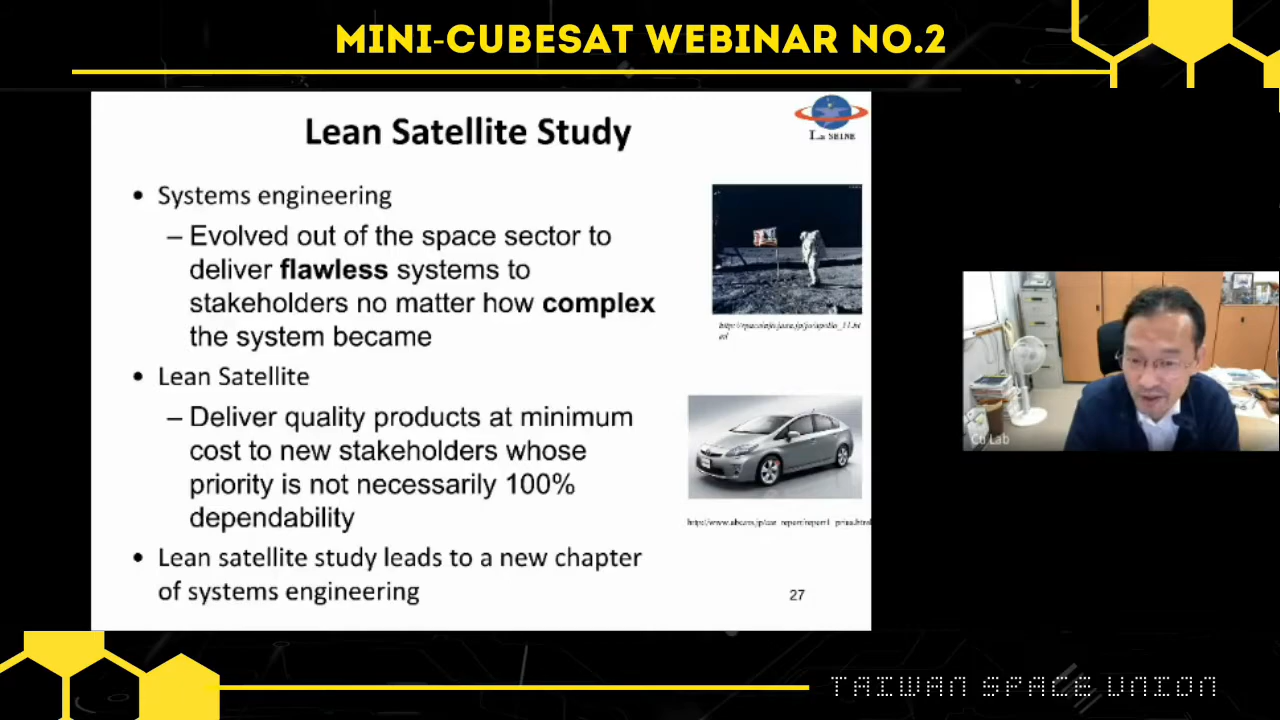 MINI-CUBESAT WEBINAR NO.2
Lean Satellite Study
La SEINE
• Systems engineering
– Evolved out of the space sector to
deliver flawless systems to
stakeholders no matter how complex
the system became
• Lean Satellite
– Deliver quality products at minimum
cost to new stakeholders whose
priority is not necessarily 100%
dependability
• Lean satellite study leads to a new chapter
of systems engineering
27
Lab
TAIWAN SPACE UNION